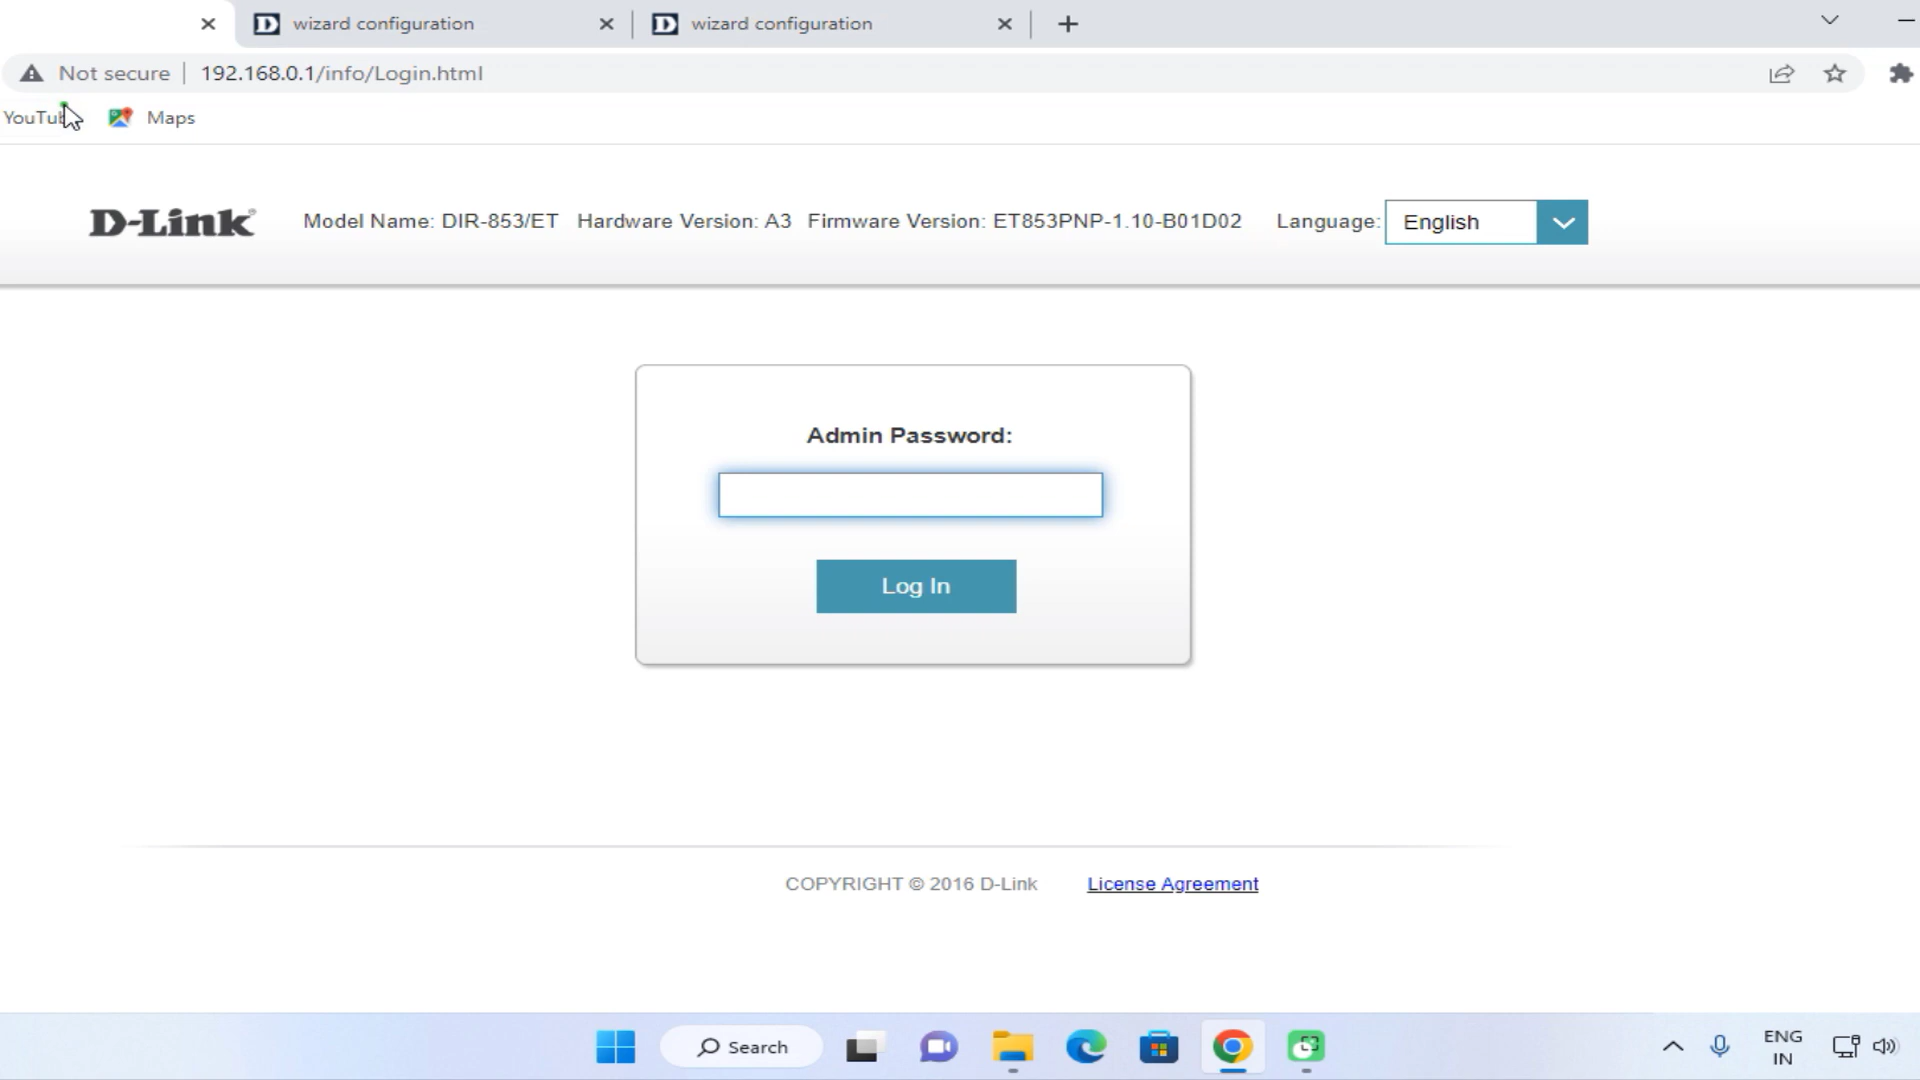 wizard configuration
wizard configuration
Not secure
192.168.0.1/info/Login.html
Maps
D-Link
Model Name: DIR-853/ET Hardware Version: A3 Firmware Version: ET853PNP-1.10-B01D02 Language: English
Admin Password:
Log In
COPYRIGHT © 2016 D-Link License Agreement
Search
ENG
IN